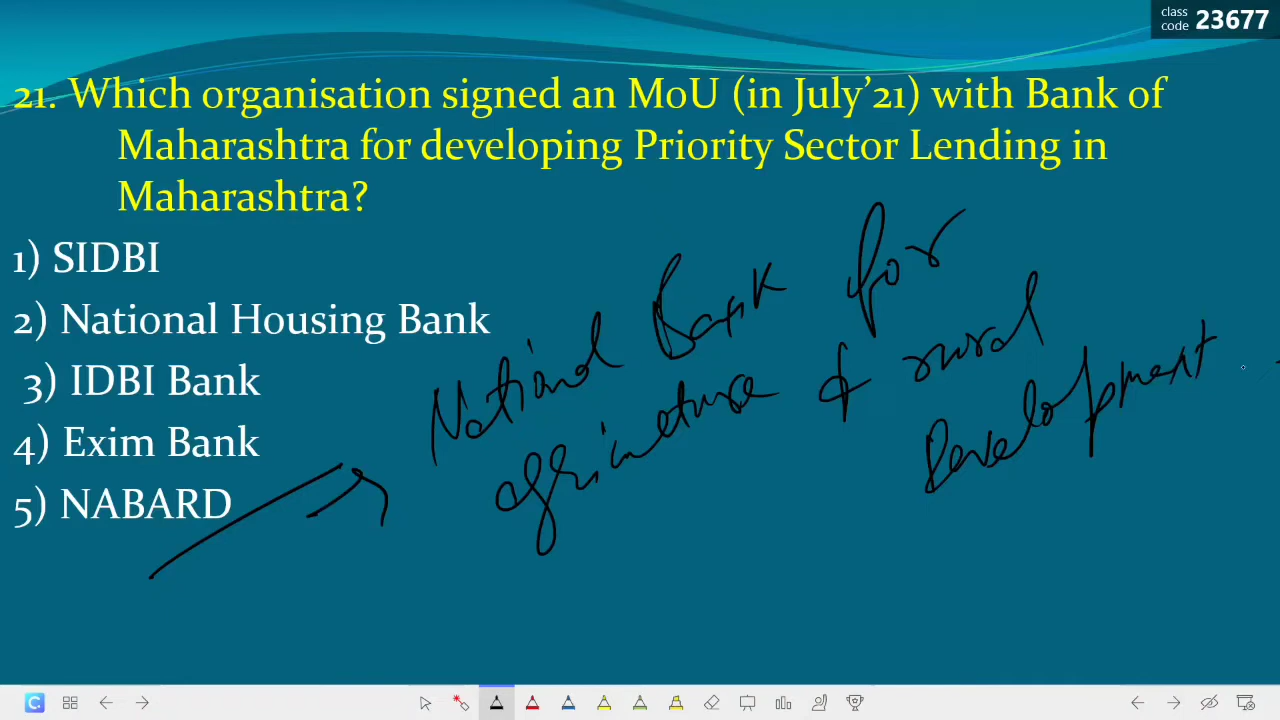 class
code 23677
21. Which organisation signed an MoU (in July’21) with Bank of
Maharashtra for developing Priority Sector Lending in
Maharashtra?
1) SIDBI
2) National Housing Bank
3) IDBI Bank
4) Exim Bank
5) NABARD
National Bank for
agriculture & rural
Development